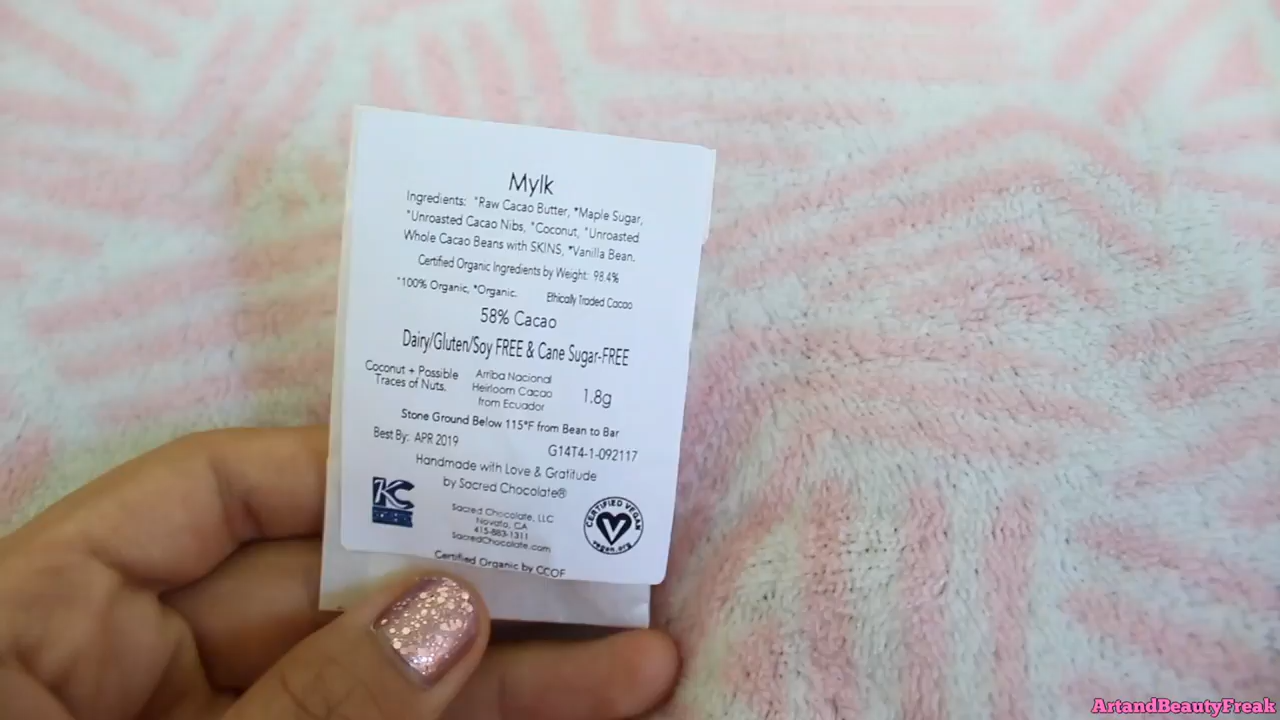 Mylk
Ingredients: *Raw Cacao Butter, *Maple Sugar,
*Unroasted Cacao Nibs, *Coconut, *Unroasted
Whole Cacao Beans with SKINS, *Vanilla Bean.
Certified Organic Ingredients by Weight: 98.4%
*100% Organic, *Organic. Ethically Traded Cacao
58% Cacao
Dairy/Gluten/Soy FREE & Cane Sugar-FREE
Coconut + Possible
Traces of Nuts.
Arriba Nacional
Heirloom Cacao
from Ecuador
1.8g
Stone Ground Below 115°F from Bean to Bar
Best By: APR 2019
G14T4-1-092117
Handmade with Love & Gratitude
by Sacred Chocolate®
KC
Sacred Chocolate, LLC
Novato, CA
415-883-1311
SacredChocolate.com
CERTIFIED VEGAN
vegan.org
Certified Organic by CCOF
ArtandBeautyFreak